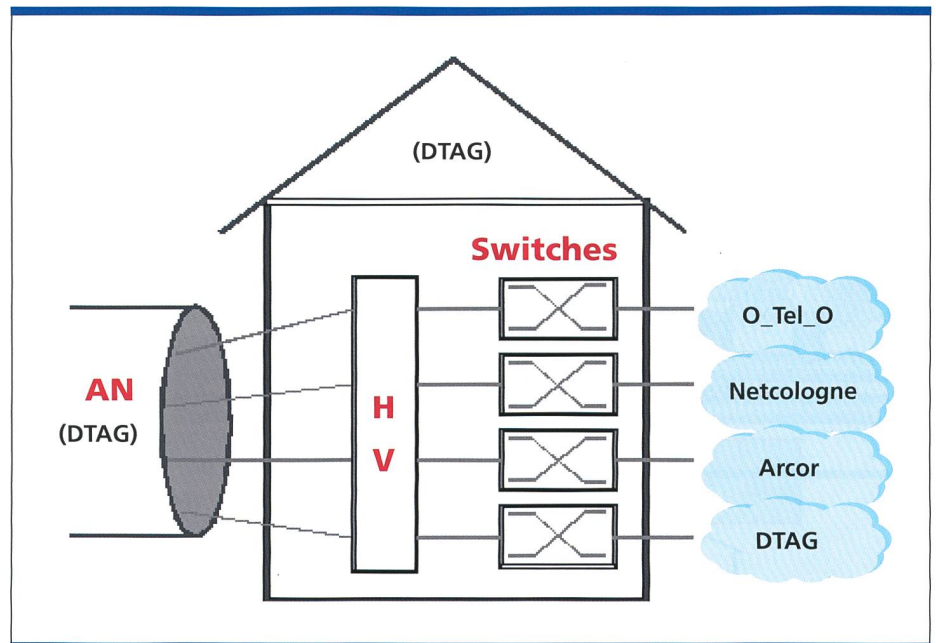 (DTAG)
Switches
AN
(DTAG)
H
V
O_Tel_O
Netcologne
Arcor
DTAG